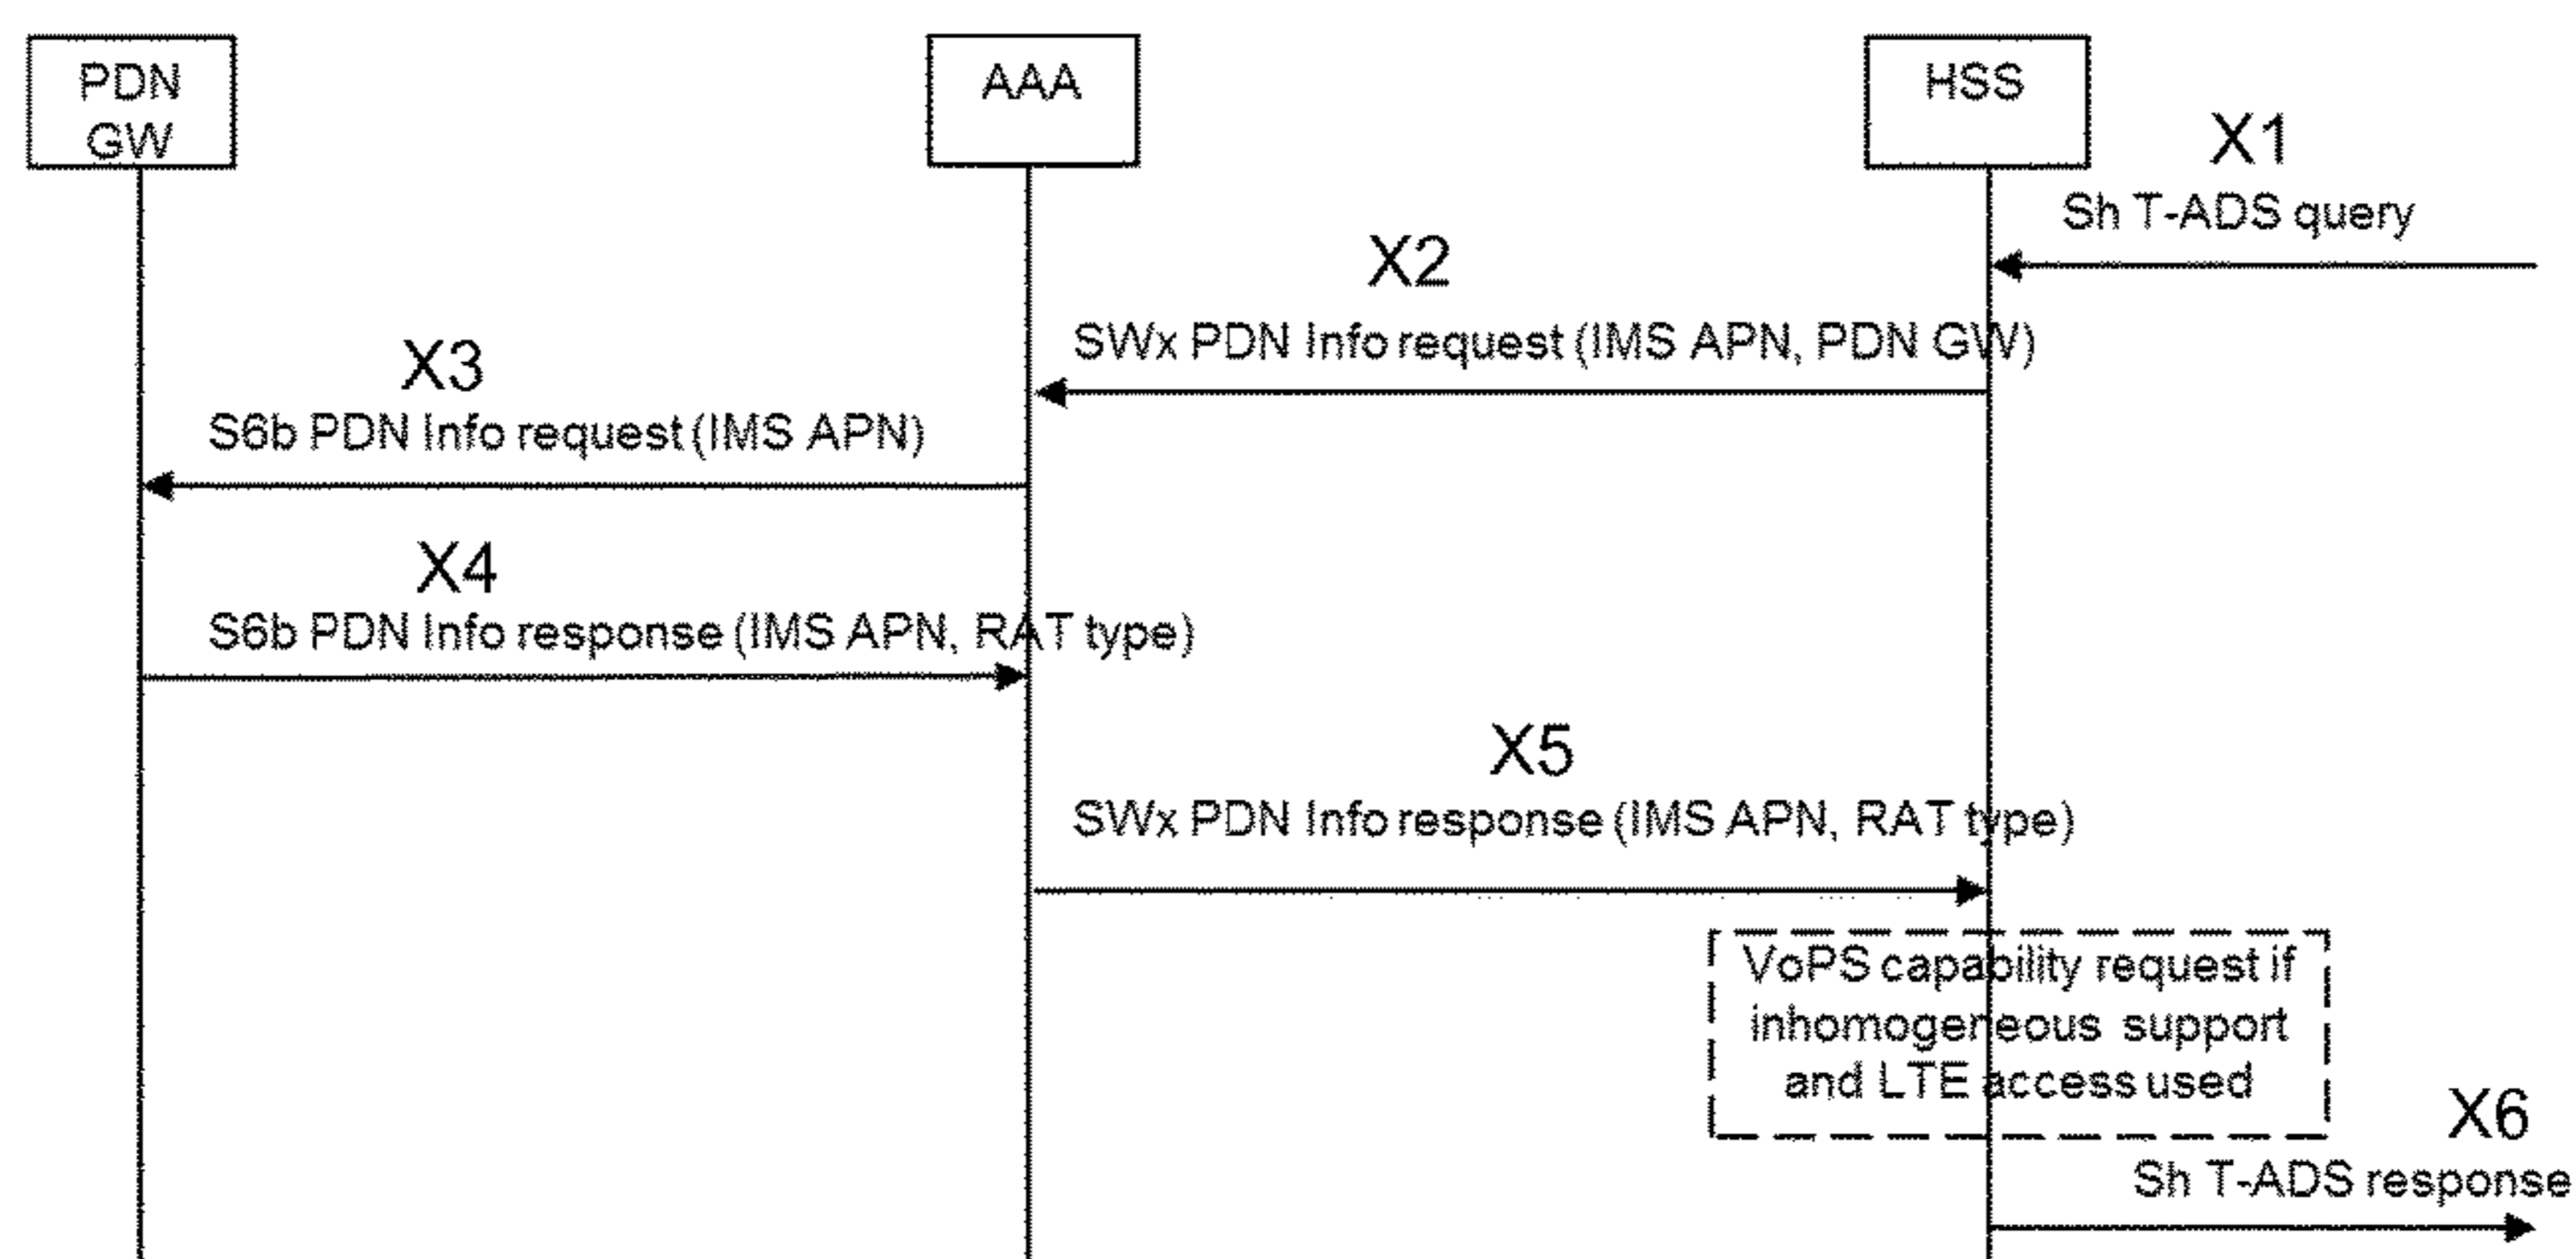 PDN
GW
AAA
HSS
X1
Sh T-ADS query
X2
SWx PDN Info request (IMS APN, PDN GW)
X3
S6b PDN Info request (IMS APN)
X4
S6b PDN Info response (IMS APN, RAT type)
X5
SWx PDN Info response (IMS APN, RAT type)
VoPS capability request if
inhomogeneous support
and LTE access used
X6
Sh T-ADS response